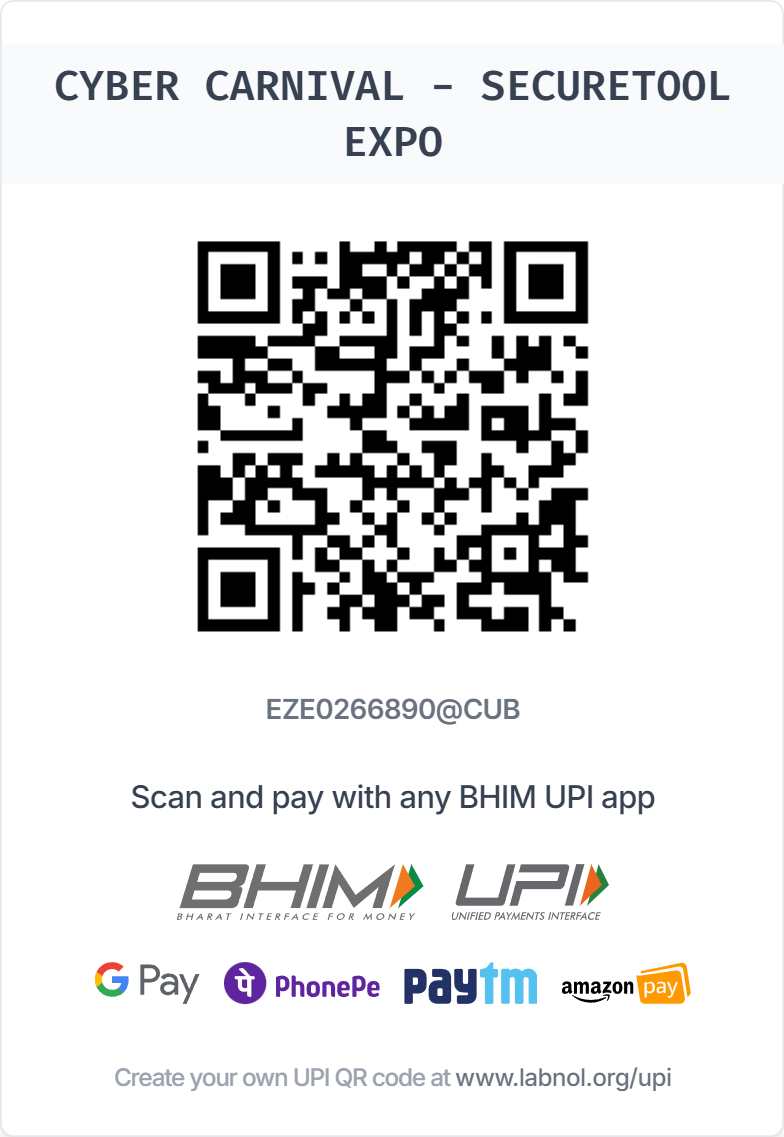 CYBER CARNIVAL - SECURETOOL
EXPO
EZE0266890@CUB
Scan and pay with any BHIM UPI app
BHIM UPI
BHARAT INTERFACE FOR MONEY UNIFIED PAYMENTS INTERFACE
G Pay पे PhonePe paytm amazon pay
Create your own UPI QR code at www.labnol.org/upi